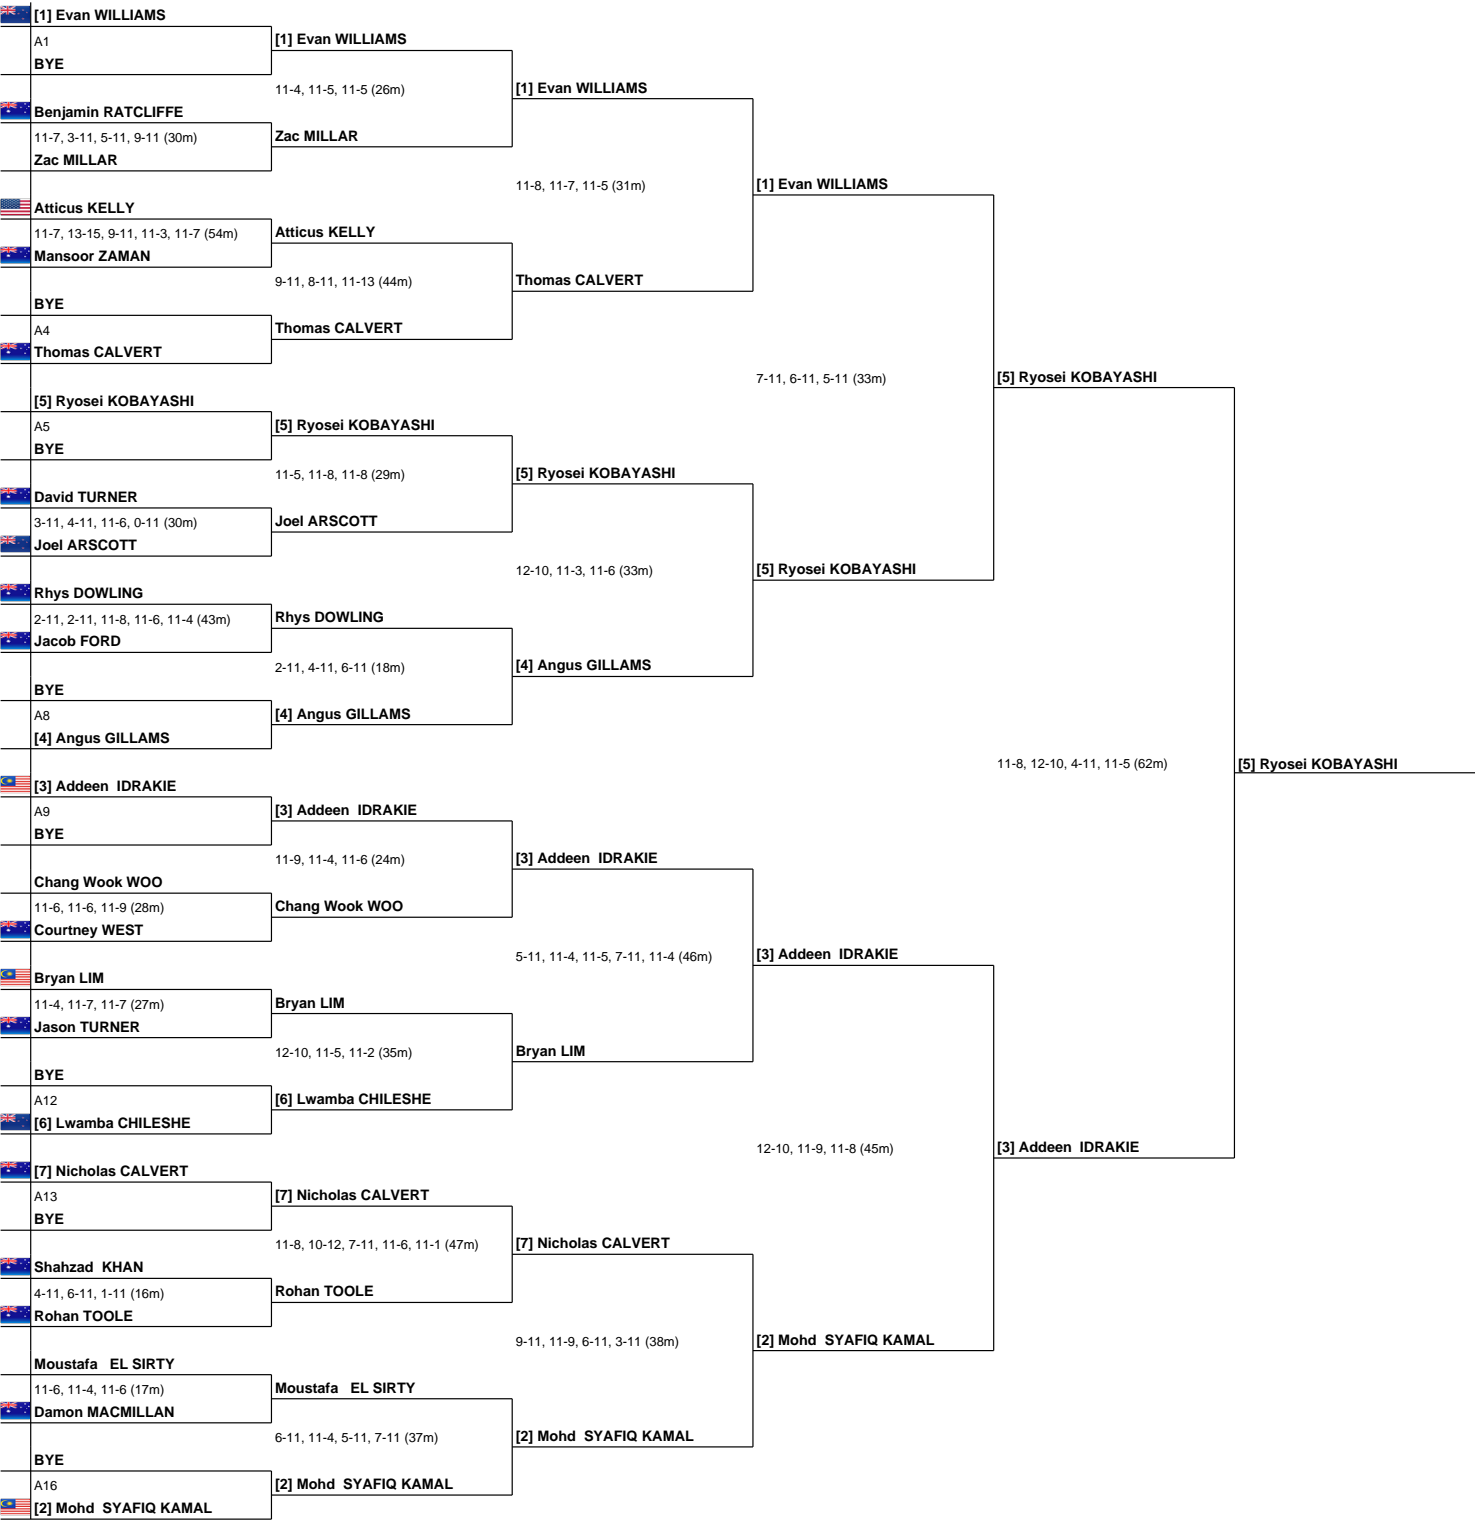 [1] Evan WILLIAMS
A1
BYE
Benjamin RATCLIFFE
11-7, 3-11, 5-11, 9-11 (30m)
Zac MILLAR
Atticus KELLY
11-7, 13-15, 9-11, 11-3, 11-7 (54m)
Mansoor ZAMAN
BYE
A4
Thomas CALVERT
[5] Ryosei KOBAYASHI
A5
BYE
David TURNER
3-11, 4-11, 11-6, 0-11 (30m)
Joel ARSCOTT
Rhys DOWLING
2-11, 2-11, 11-8, 11-6, 11-4 (43m)
Jacob FORD
BYE
A8
[4] Angus GILLAMS
[3] Addeen IDRAKIE
A9
BYE
Chang Wook WOO
11-6, 11-6, 11-9 (28m)
Courtney WEST
Bryan LIM
11-4, 11-7, 11-7 (27m)
Jason TURNER
BYE
A12
[6] Lwamba CHILESHE
[7] Nicholas CALVERT
A13
BYE
Shahzad KHAN
4-11, 6-11, 1-11 (16m)
Rohan TOOLE
Moustafa EL SIRTY
11-6, 11-4, 11-6 (17m)
Damon MACMILLAN
BYE
A16
[2] Mohd SYAFIQ KAMAL
[1] Evan WILLIAMS
11-4, 11-5, 11-5 (26m)
Zac MILLAR
Atticus KELLY
9-11, 8-11, 11-13 (44m)
Thomas CALVERT
[5] Ryosei KOBAYASHI
11-5, 11-8, 11-8 (29m)
Joel ARSCOTT
Rhys DOWLING
2-11, 4-11, 6-11 (18m)
[4] Angus GILLAMS
[3] Addeen IDRAKIE
11-9, 11-4, 11-6 (24m)
Chang Wook WOO
Bryan LIM
12-10, 11-5, 11-2 (35m)
[6] Lwamba CHILESHE
[7] Nicholas CALVERT
11-8, 10-12, 7-11, 11-6, 11-1 (47m)
Rohan TOOLE
Moustafa EL SIRTY
6-11, 11-4, 5-11, 7-11 (37m)
[2] Mohd SYAFIQ KAMAL
[1] Evan WILLIAMS
11-8, 11-7, 11-5 (31m)
Thomas CALVERT
[5] Ryosei KOBAYASHI
12-10, 11-3, 11-6 (33m)
[4] Angus GILLAMS
[3] Addeen IDRAKIE
5-11, 11-4, 11-5, 7-11, 11-4 (46m)
Bryan LIM
[7] Nicholas CALVERT
9-11, 11-9, 6-11, 3-11 (38m)
[2] Mohd SYAFIQ KAMAL
[1] Evan WILLIAMS
7-11, 6-11, 5-11 (33m)
[5] Ryosei KOBAYASHI
[3] Addeen IDRAKIE
12-10, 11-9, 11-8 (45m)
[2] Mohd SYAFIQ KAMAL
[5] Ryosei KOBAYASHI
11-8, 12-10, 4-11, 11-5 (62m)
[3] Addeen IDRAKIE
[5] Ryosei KOBAYASHI